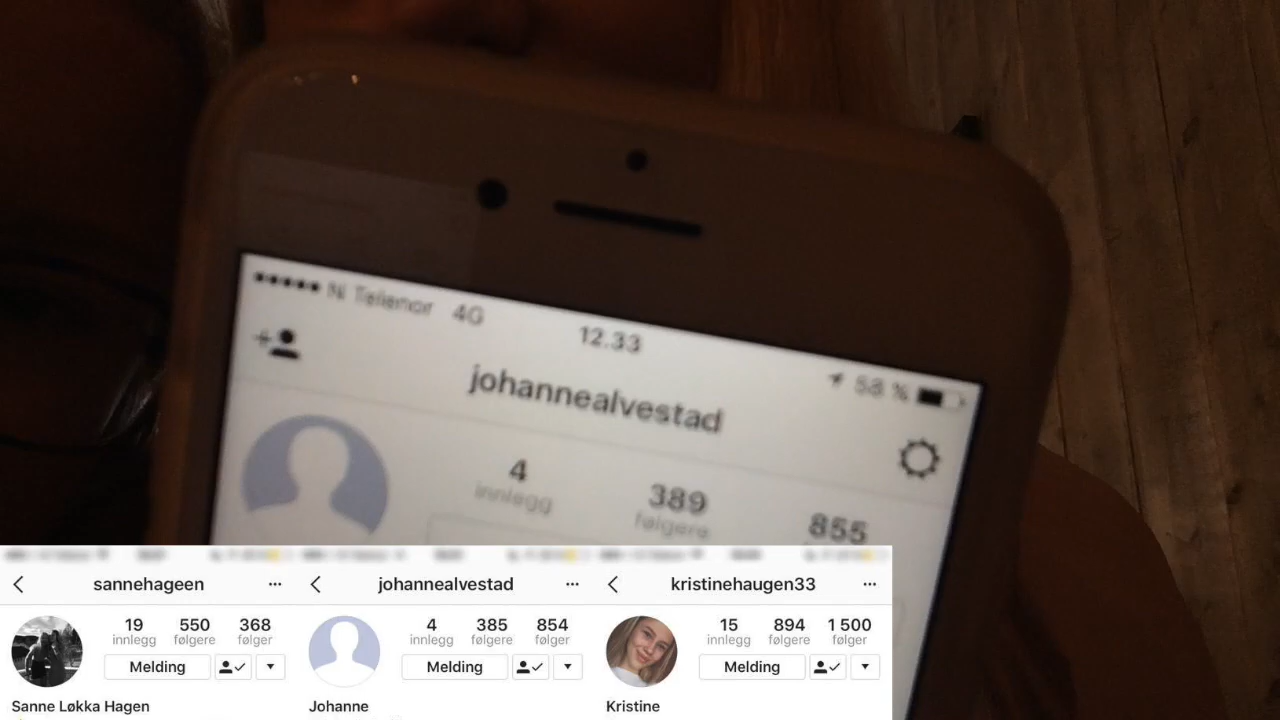 Telenor 4G
12.33
58 %
johannealvestad
4 389 855
innlegg følgere
sannehageen
19 550 368
innlegg følgere følger
Melding
Sanne Løkka Hagen
johannealvestad
4 385 854
innlegg følgere følger
Melding
Johanne
kristinehaugen33
15 894 1 500
innlegg følgere følger
Melding
Kristine